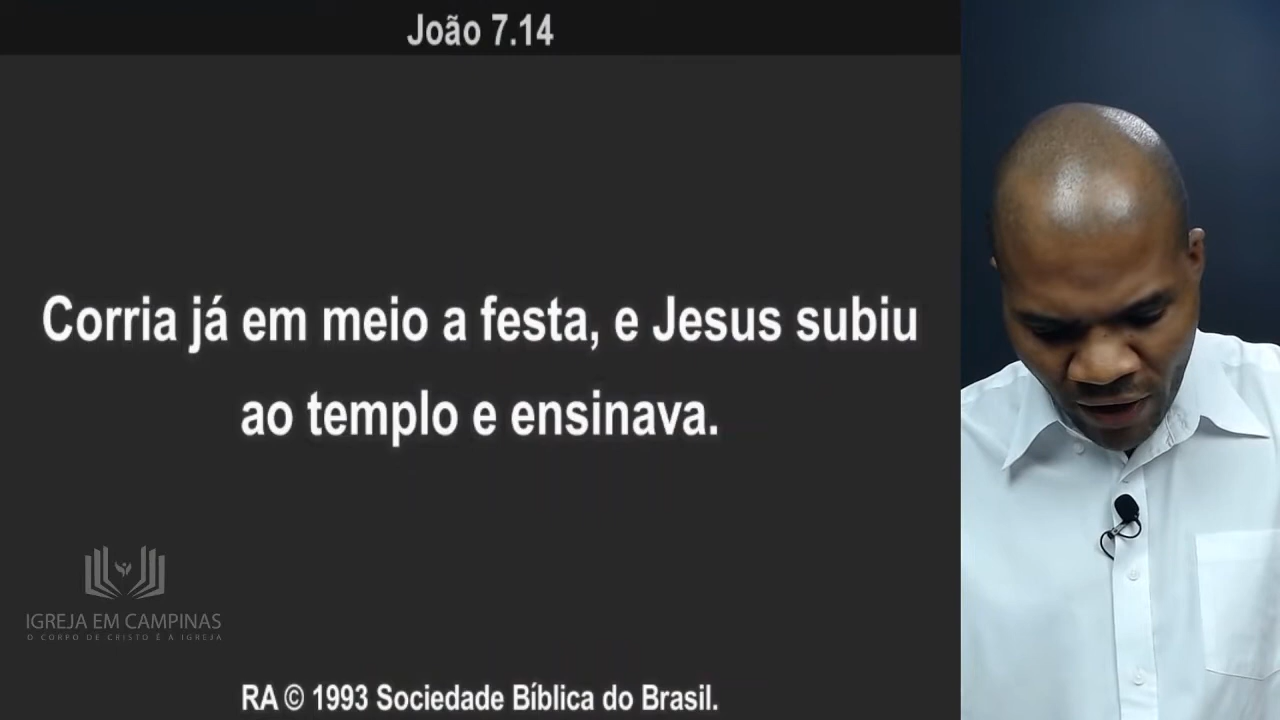 João 7.14
Corria já em meio a festa, e Jesus subiu
ao templo e ensinava.
IGREJA EM CAMPINAS
O CORPO DE CRISTO É A IGREJA
RA © 1993 Sociedade Bíblica do Brasil.